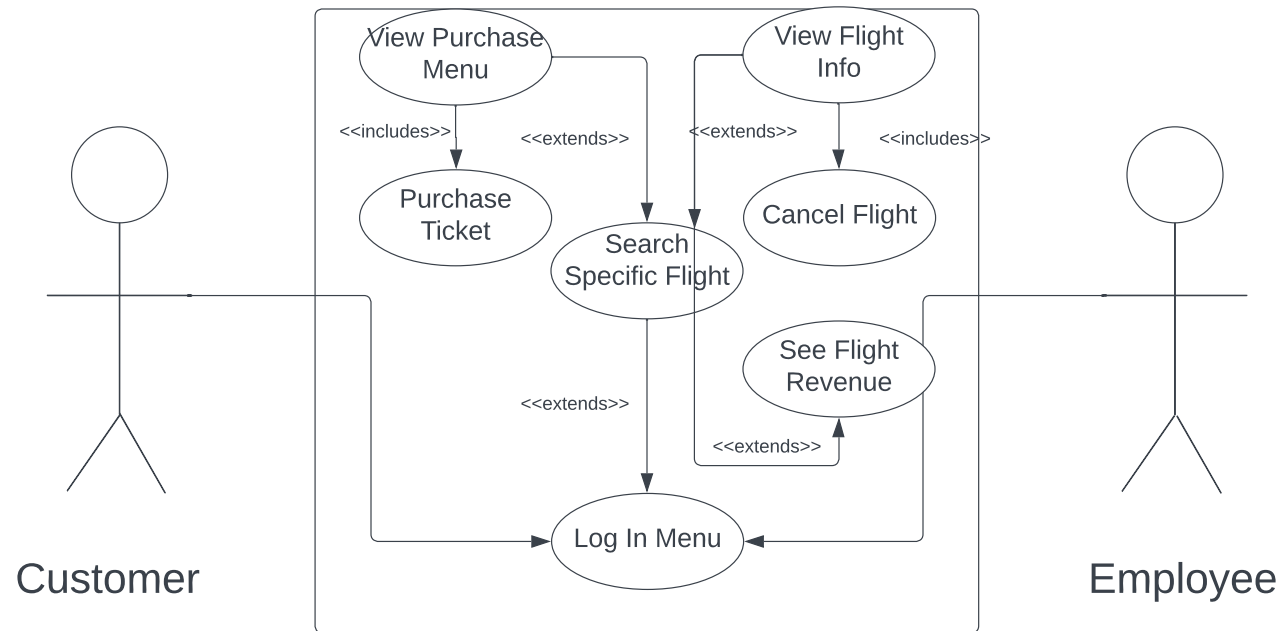 View Purchase
Menu
View Flight
Info
<<includes>>
<<extends>>
<<extends>>
<<includes>>
Purchase
Ticket
Cancel Flight
Search
Specific Flight
See Flight
Revenue
<<extends>>
<<extends>>
Log In Menu
Customer
Employee